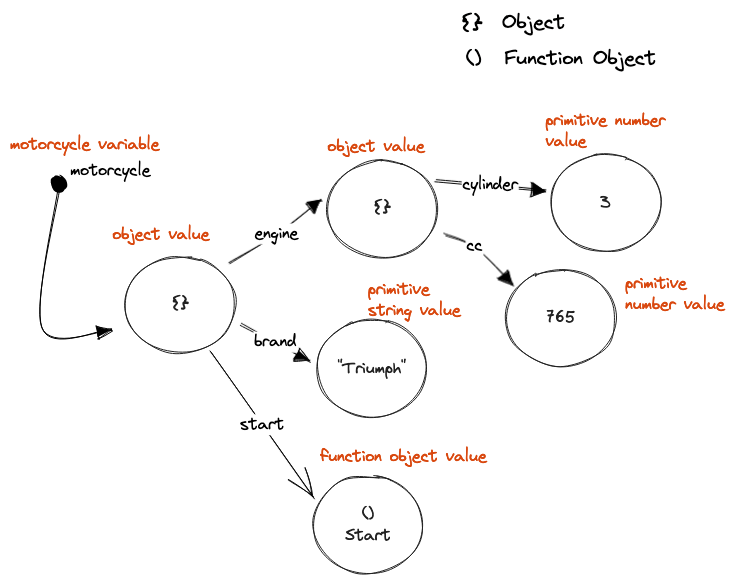 {} Object
() Function Object
motorcycle variable
motorcycle
object value
{}
engine
object value
{}
cylinder
primitive number
value
3
cc
primitive
number value
765
brand
primitive
string value
"Triumph"
start
function object value
()
Start